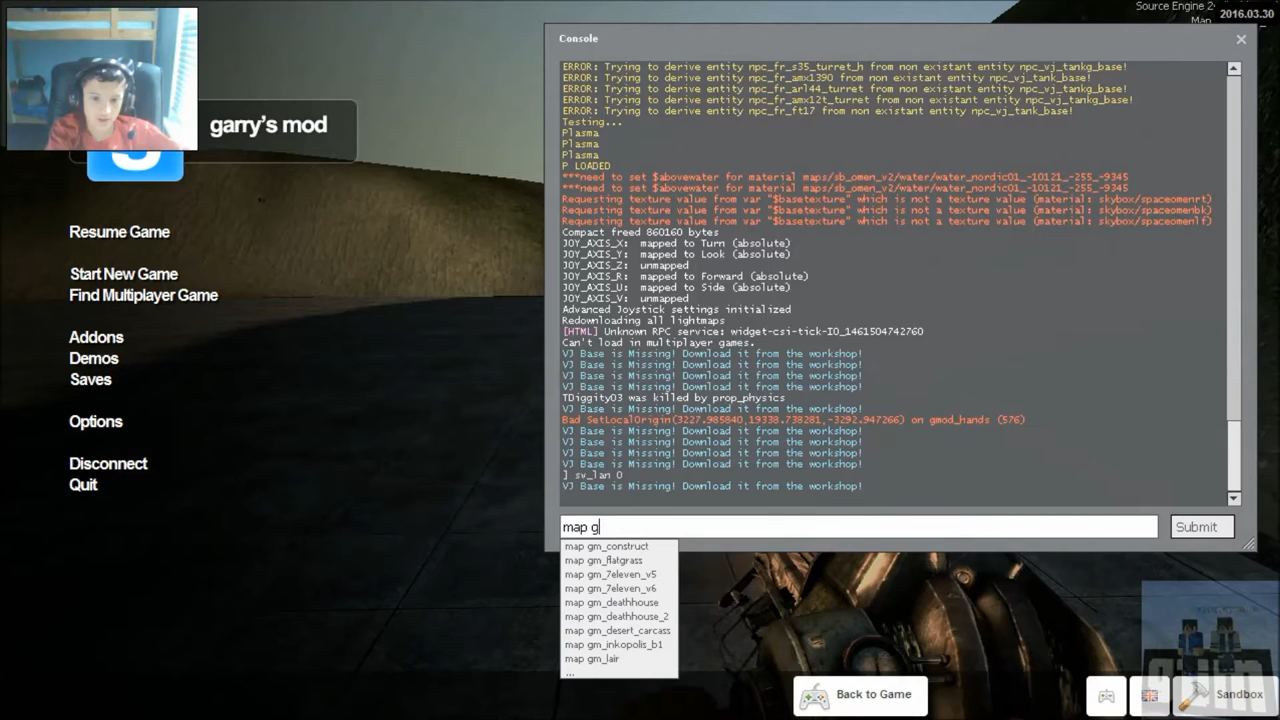 Source Engine 2
Map
2016.03.30
garry's mod
Resume Game
Start New Game
Find Multiplayer Game
Addons
Demos
Saves
Options
Disconnect
Quit
Console
ERROR: Trying to derive entity npc_fr_s35_turret_h from non existant entity npc_vj_tankg_base!
ERROR: Trying to derive entity npc_fr_amx1390 from non existant entity npc_vj_tank_base!
ERROR: Trying to derive entity npc_fr_arl44_turret from non existant entity npc_vj_tankg_base!
ERROR: Trying to derive entity npc_fr_amx12t_turret from non existant entity npc_vj_tankg_base!
ERROR: Trying to derive entity npc_fr_ft17 from non existant entity npc_vj_tank_base!
Testing...
Plasma
Plasma
Plasma
P LOADED
***need to set $abovewater for material maps/sb_omen_v2/water/water_nordic01_-10121_-255_-9345
***need to set $abovewater for material maps/sb_omen_v2/water/water_nordic01_-10121_-255_-9345
Requesting texture value from var "$basetexture" which is not a texture value (material: skybox/spaceomenrt)
Requesting texture value from var "$basetexture" which is not a texture value (material: skybox/spaceomenbk)
Requesting texture value from var "$basetexture" which is not a texture value (material: skybox/spaceomenlf)
Compact freed 860160 bytes
JOY_AXIS_X: mapped to Turn (absolute)
JOY_AXIS_Y: mapped to Look (absolute)
JOY_AXIS_Z: unmapped
JOY_AXIS_R: mapped to Forward (absolute)
JOY_AXIS_U: mapped to Side (absolute)
JOY_AXIS_V: unmapped
Advanced Joystick settings initialized
Redownloading all lightmaps
[HTML] Unknown RPC service: widget-csi-tick-I0_1461504742760
Can't load in multiplayer games.
VJ Base is Missing! Download it from the workshop!
VJ Base is Missing! Download it from the workshop!
VJ Base is Missing! Download it from the workshop!
VJ Base is Missing! Download it from the workshop!
TDiggity03 was killed by prop_physics
VJ Base is Missing! Download it from the workshop!
Bad SetLocalOrigin(3227.985840,19338.738281,-3292.947266) on gmod_hands (576)
VJ Base is Missing! Download it from the workshop!
VJ Base is Missing! Download it from the workshop!
VJ Base is Missing! Download it from the workshop!
VJ Base is Missing! Download it from the workshop!
] sv_lan 0
VJ Base is Missing! Download it from the workshop!
map g
Submit
map gm_construct
map gm_flatgrass
map gm_7eleven_v5
map gm_7eleven_v6
map gm_deathhouse
map gm_deathhouse_2
map gm_desert_carcass
map gm_inkopolis_b1
map gm_lair
...
Back to Game
Sandbox